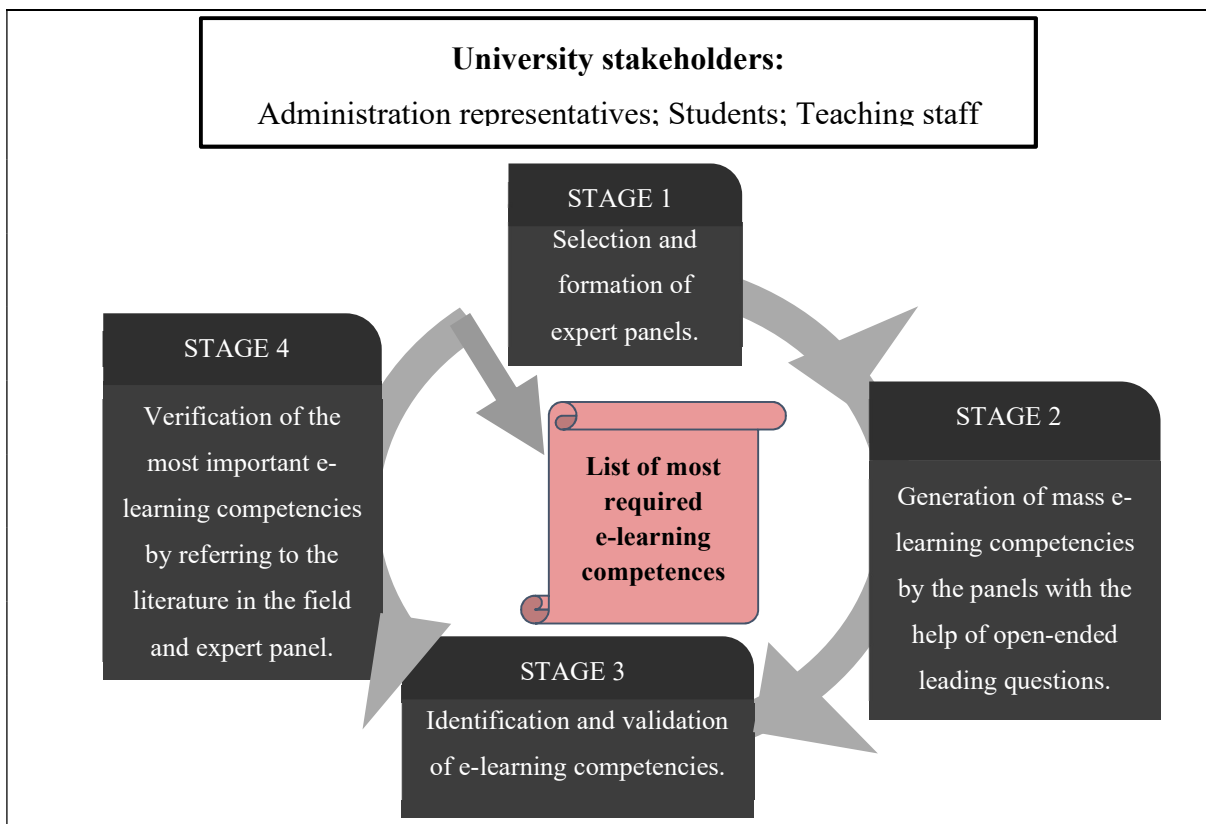 University stakeholders:
Administration representatives; Students; Teaching staff
STAGE 1
Selection and
formation of
expert panels.
STAGE 2
Generation of mass e-
learning competencies
by the panels with the
help of open-ended
leading questions.
STAGE 3
Identification and validation
of e-learning competencies.
STAGE 4
Verification of the
most important e-
learning competencies
by referring to the
literature in the field
and expert panel.
List of most
required
e-learning
competences